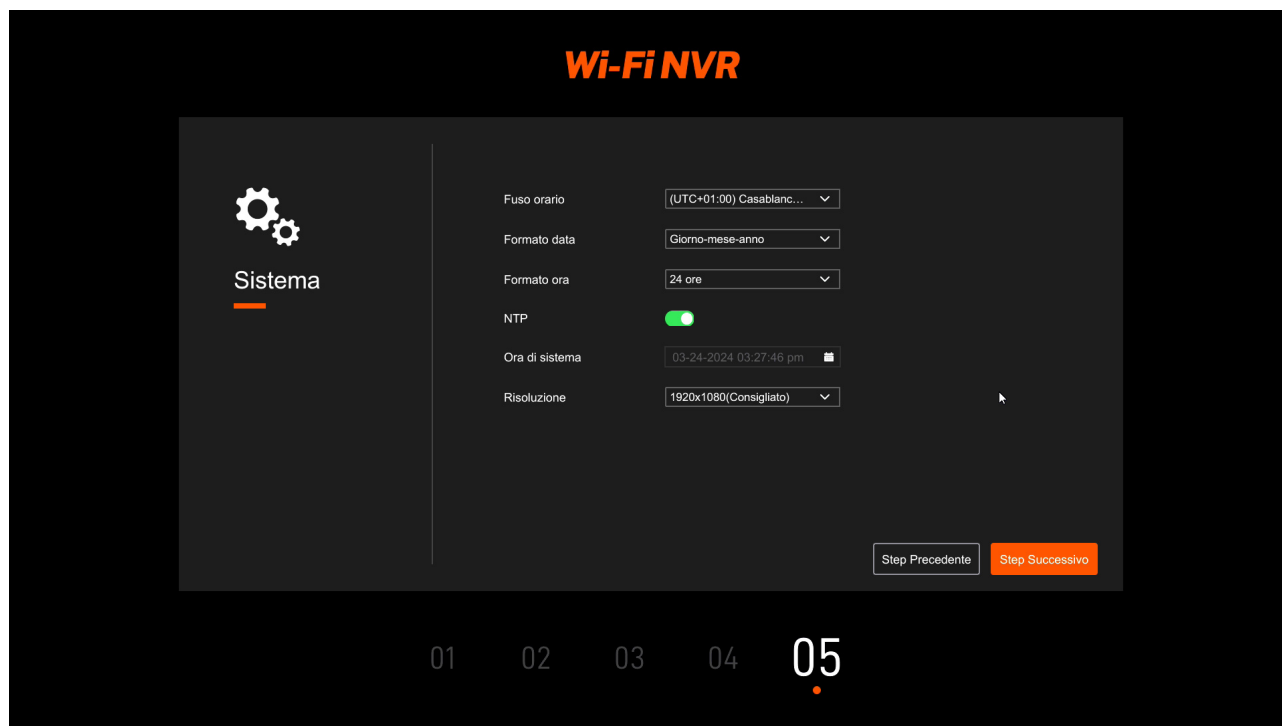 Wi-Fi NVR
Sistema
Fuso orario (UTC+01:00) Casablanc...
Formato data Giorno-mese-anno
Formato ora 24 ore
NTP
Ora di sistema 03-24-2024 03:27:46 pm
Risoluzione 1920x1080(Consigliato)
Step Precedente Step Successivo
01 02 03 04 05